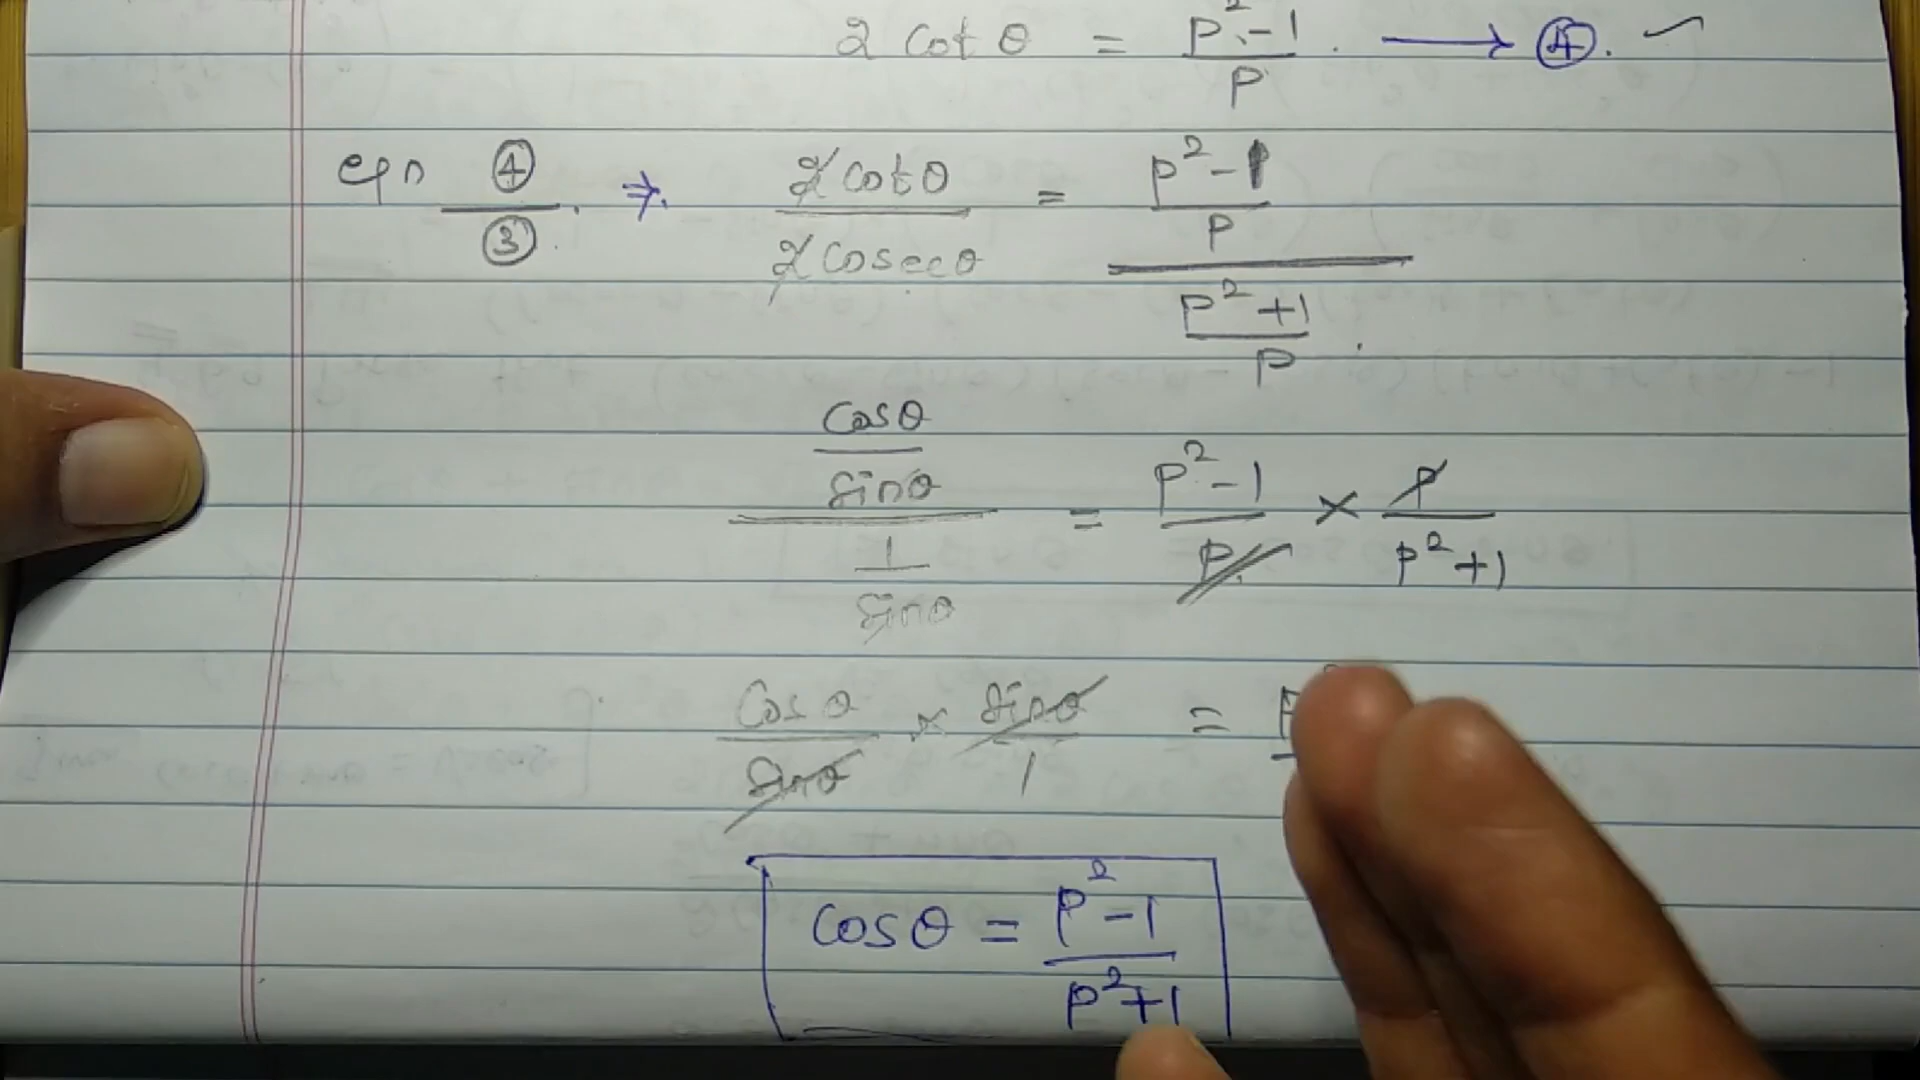 2 cot θ = (P² - 1)/P . ⟶ ④.
eqn ④/③. ⇒. 2 cot θ / 2 cosec θ = ((P² - 1)/P) / ((P² + 1)/P) .
(cos θ / sin θ) / (1 / sin θ) = (P² - 1)/P × P/(P² + 1)
cos θ / sin θ × sin θ / 1 =
cos θ = (P² - 1)/(P² + 1)